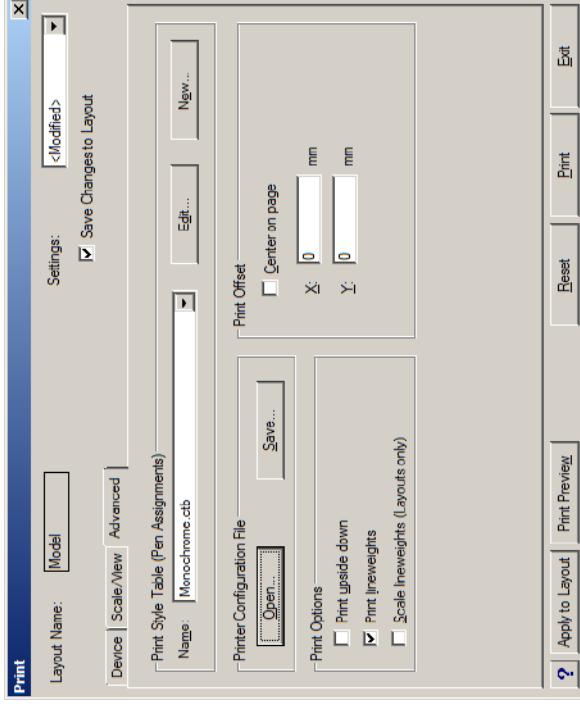 Print
Layout Name: Model Settings: <Modified>
Save Changes to Layout
Device Scale/View Advanced
Print Style Table (Pen Assignments)
Name: Monochrome.ctb Edit... New...
Printer Configuration File
Open... Save...
Print Options
Print upside down
Print lineweights
Scale lineweights (Layouts only)
Print Offset
Center on page
X: 0 mm
Y: 0 mm
? Apply to Layout Print Preview Reset Print Exit